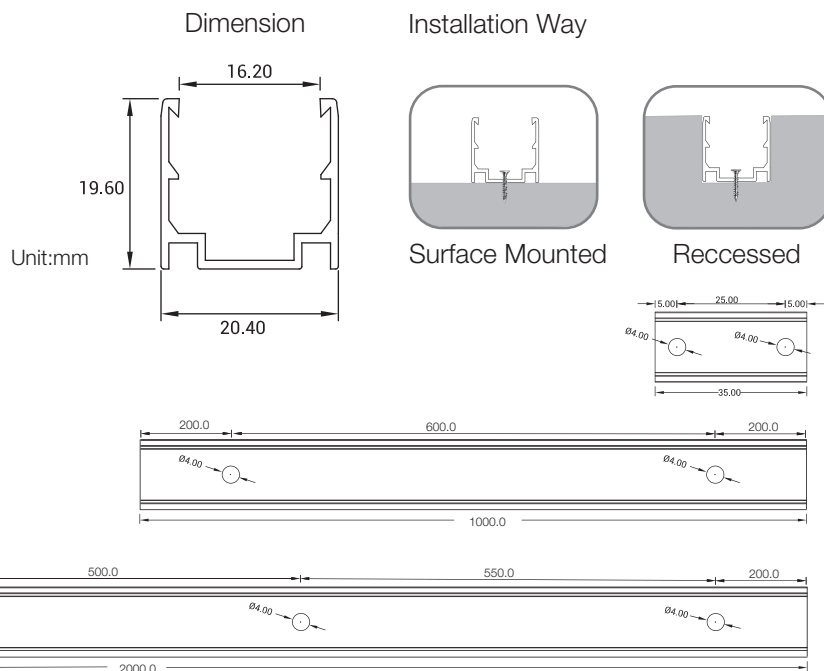 Dimension
Installation Way
16.20
19.60
Unit:mm
20.40
Surface Mounted
Reccessed
5.00
25.00
5.00
Ø4.00
Ø4.00
35.00
200.0
600.0
200.0
Ø4.00
Ø4.00
1000.0
500.0
550.0
200.0
Ø4.00
Ø4.00
2000.0